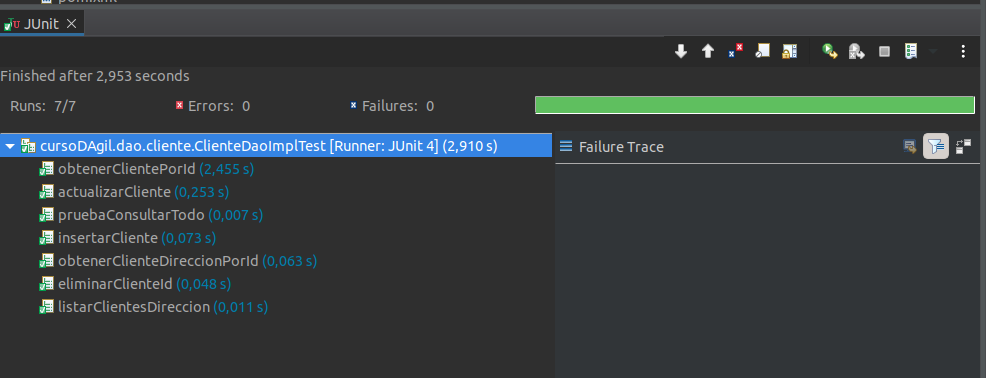 JUnit
Finished after 2,953 seconds
Runs: 7/7 Errors: 0 Failures: 0
cursoDAgil.dao.cliente.ClienteDaoImplTest [Runner: JUnit 4] (2,910 s)
Failure Trace
obtenerClientePorId (2,455 s)
actualizarCliente (0,253 s)
pruebaConsultarTodo (0,007 s)
insertarCliente (0,073 s)
obtenerClienteDireccionPorId (0,063 s)
eliminarClienteId (0,048 s)
listarClientesDireccion (0,011 s)